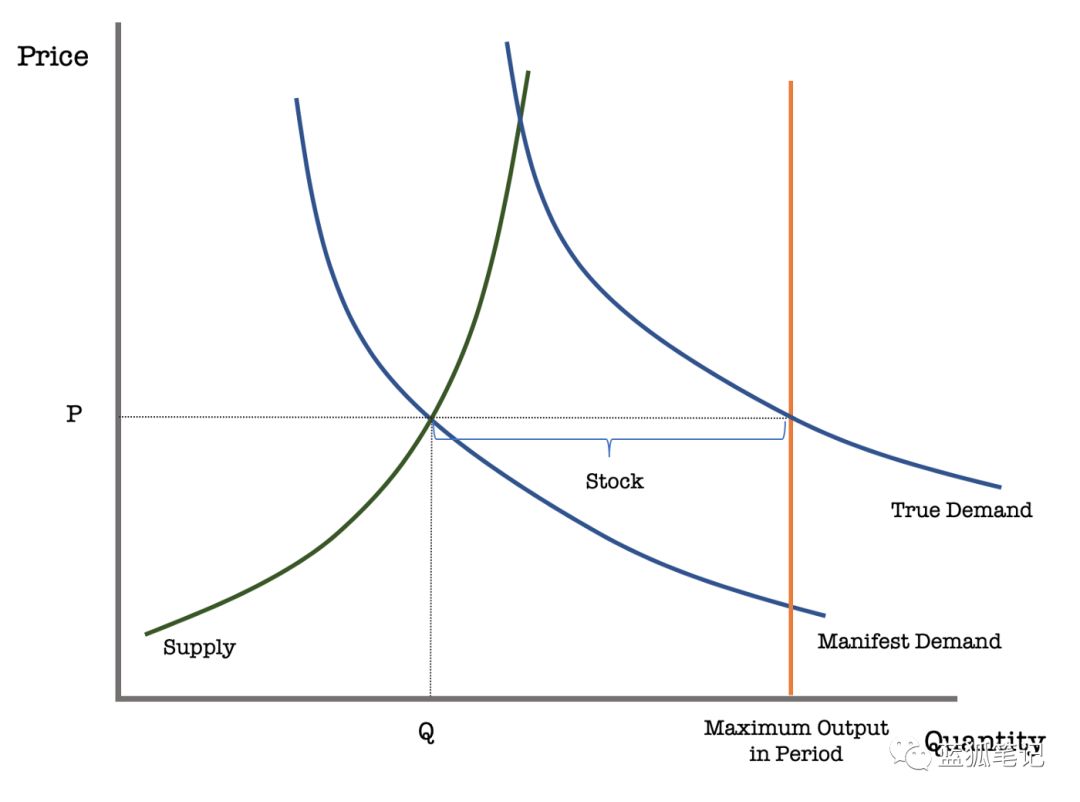 Price
P
Stock
True Demand
Supply
Manifest Demand
Q
Maximum Output
in Period
Quantity
蓝狐笔记